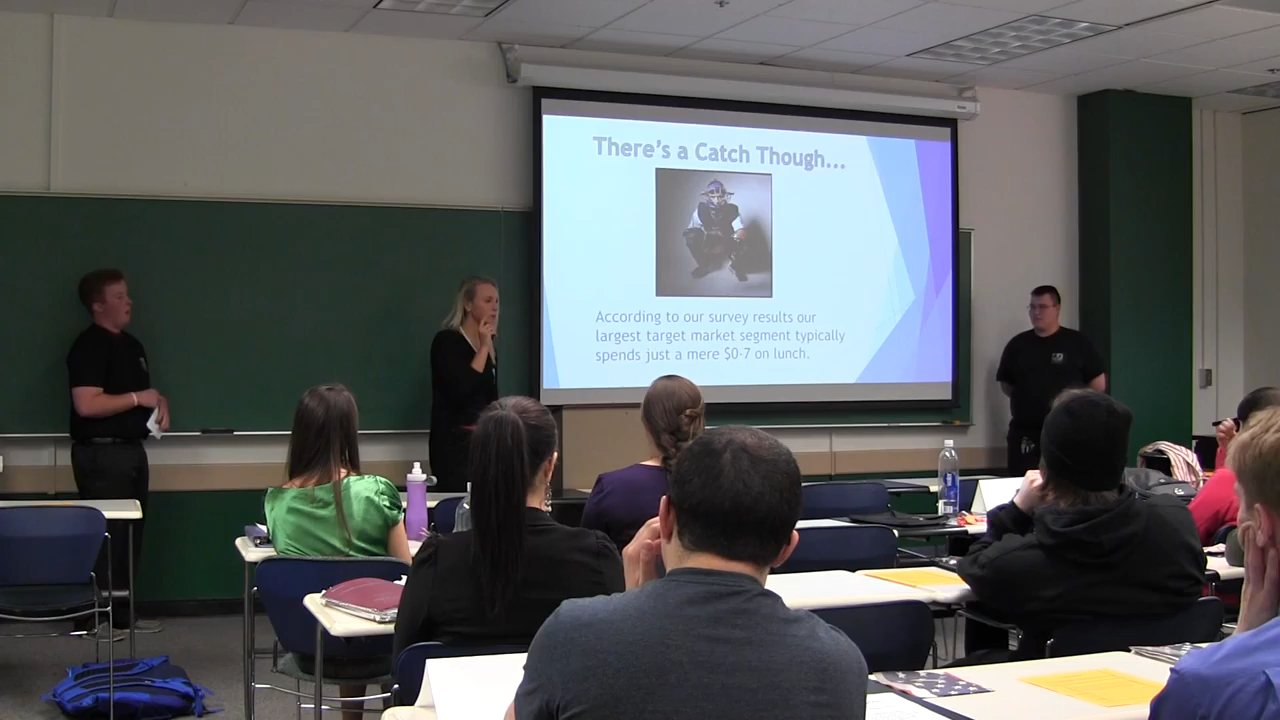 There's a Catch Though...
According to our survey results our
largest target market segment typically
spends just a mere $0-7 on lunch.